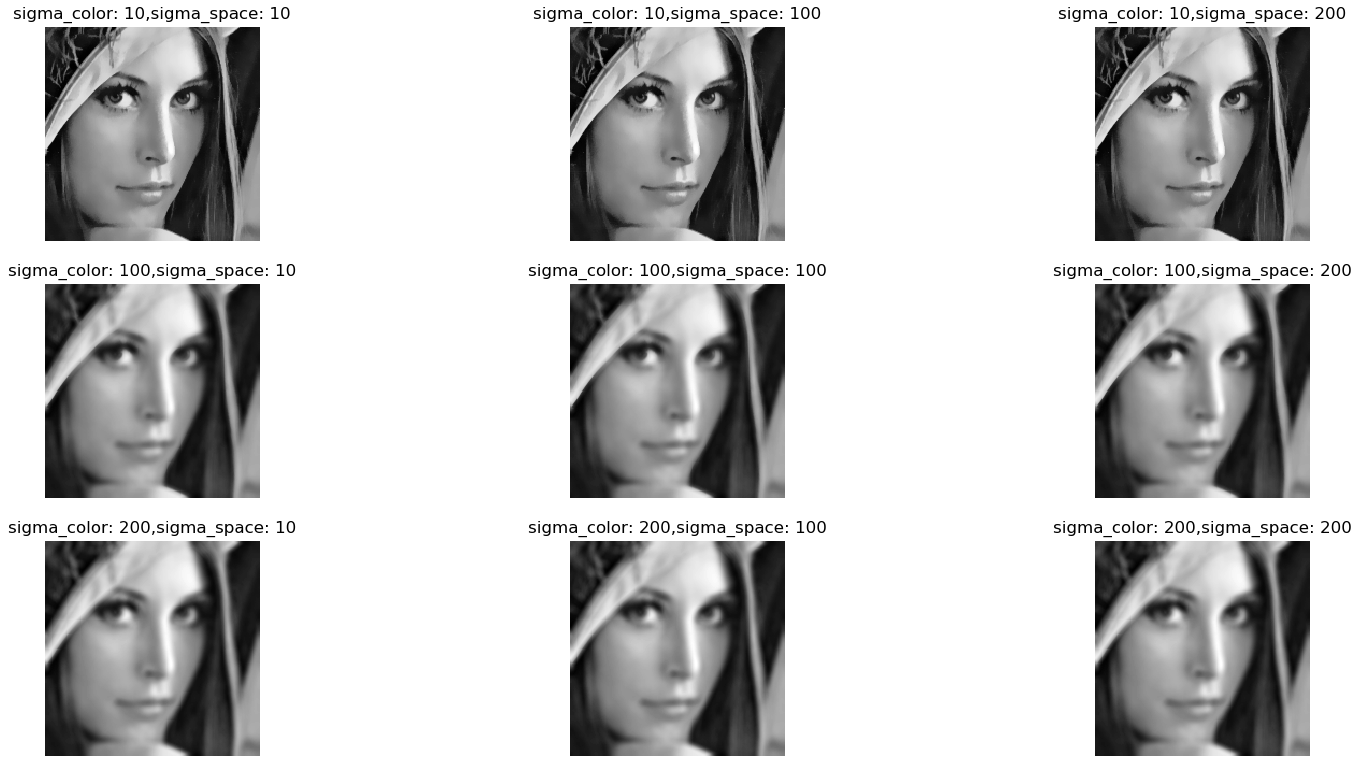 sigma_color: 10,sigma_space: 10
sigma_color: 10,sigma_space: 100
sigma_color: 10,sigma_space: 200
sigma_color: 100,sigma_space: 10
sigma_color: 100,sigma_space: 100
sigma_color: 100,sigma_space: 200
sigma_color: 200,sigma_space: 10
sigma_color: 200,sigma_space: 100
sigma_color: 200,sigma_space: 200